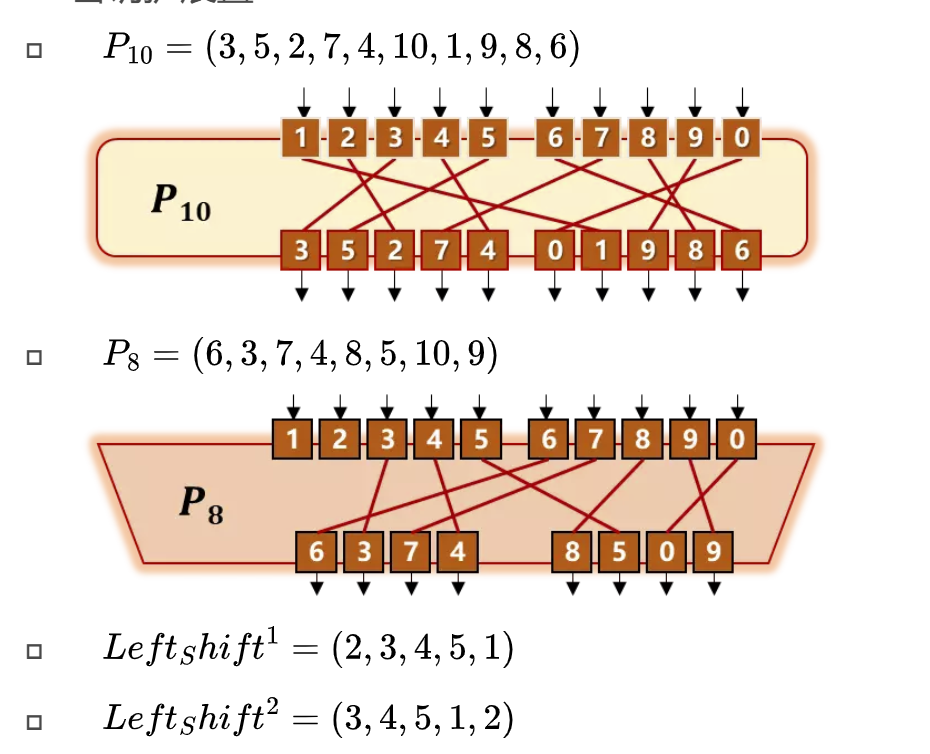 P₁₀ = (3, 5, 2, 7, 4, 10, 1, 9, 8, 6)
1 2 3 4 5 6 7 8 9 0
P₁₀
3 5 2 7 4 0 1 9 8 6
P₈ = (6, 3, 7, 4, 8, 5, 10, 9)
1 2 3 4 5 6 7 8 9 0
P₈
6 3 7 4 8 5 0 9
Left_Shift¹ = (2, 3, 4, 5, 1)
Left_Shift² = (3, 4, 5, 1, 2)